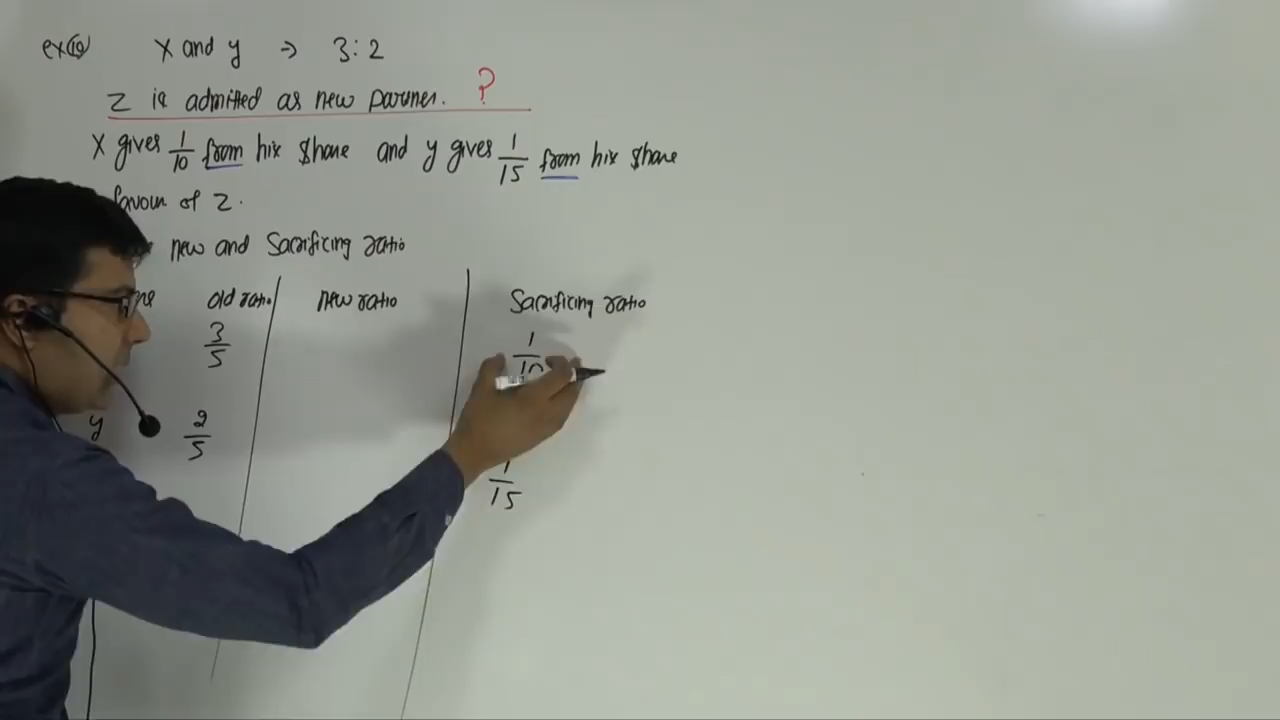 ex(10) X and y → 3:2
Z is admitted as new partner. ?
X gives 1/10 from his share and y gives 1/15 from his share
favour of Z.
new and Sacrificing ratio
old ratio new ratio Sacrificing ratio
3/5 1/10
y 2/5 1/15